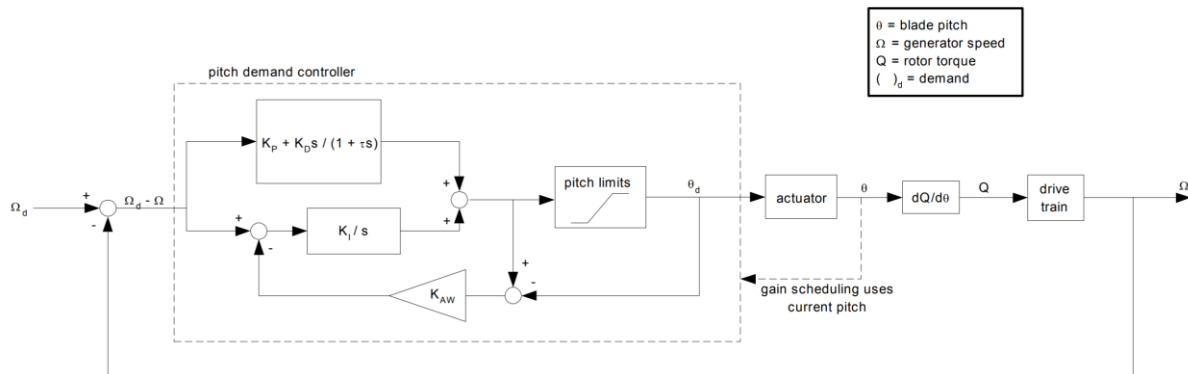 θ = blade pitch
Ω = generator speed
Q = rotor torque
( )d = demand
pitch demand controller
KP + KDs / (1 + τs)
+
pitch limits
θd
θ
Q
Ω
Ωd
+
-
Ωd - Ω
+
-
KI / s
+
actuator
dQ/dθ
drive
train
+
-
KAW
gain scheduling uses
current pitch